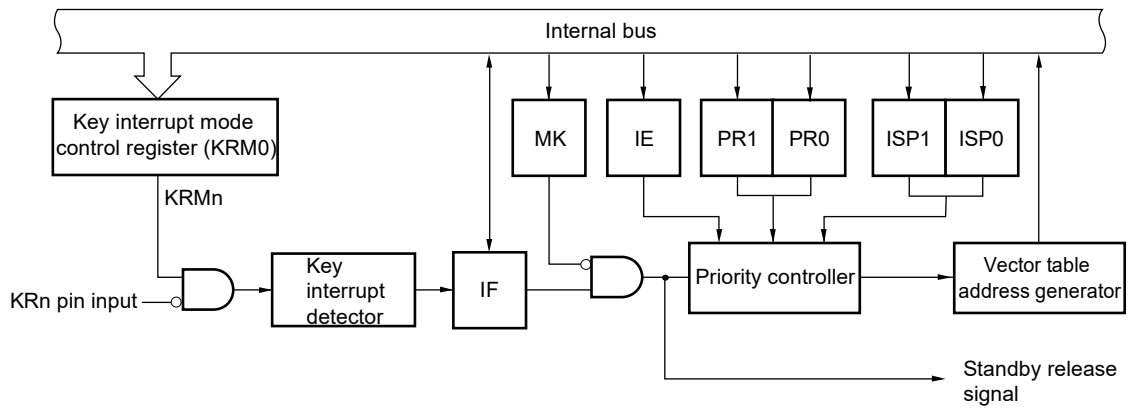 Internal bus
Key interrupt mode
control register (KRM0)
MK
IE
PR1
PR0
ISP1
ISP0
KRMn
KRn pin input
Key
interrupt
detector
IF
Priority controller
Vector table
address generator
Standby release
signal